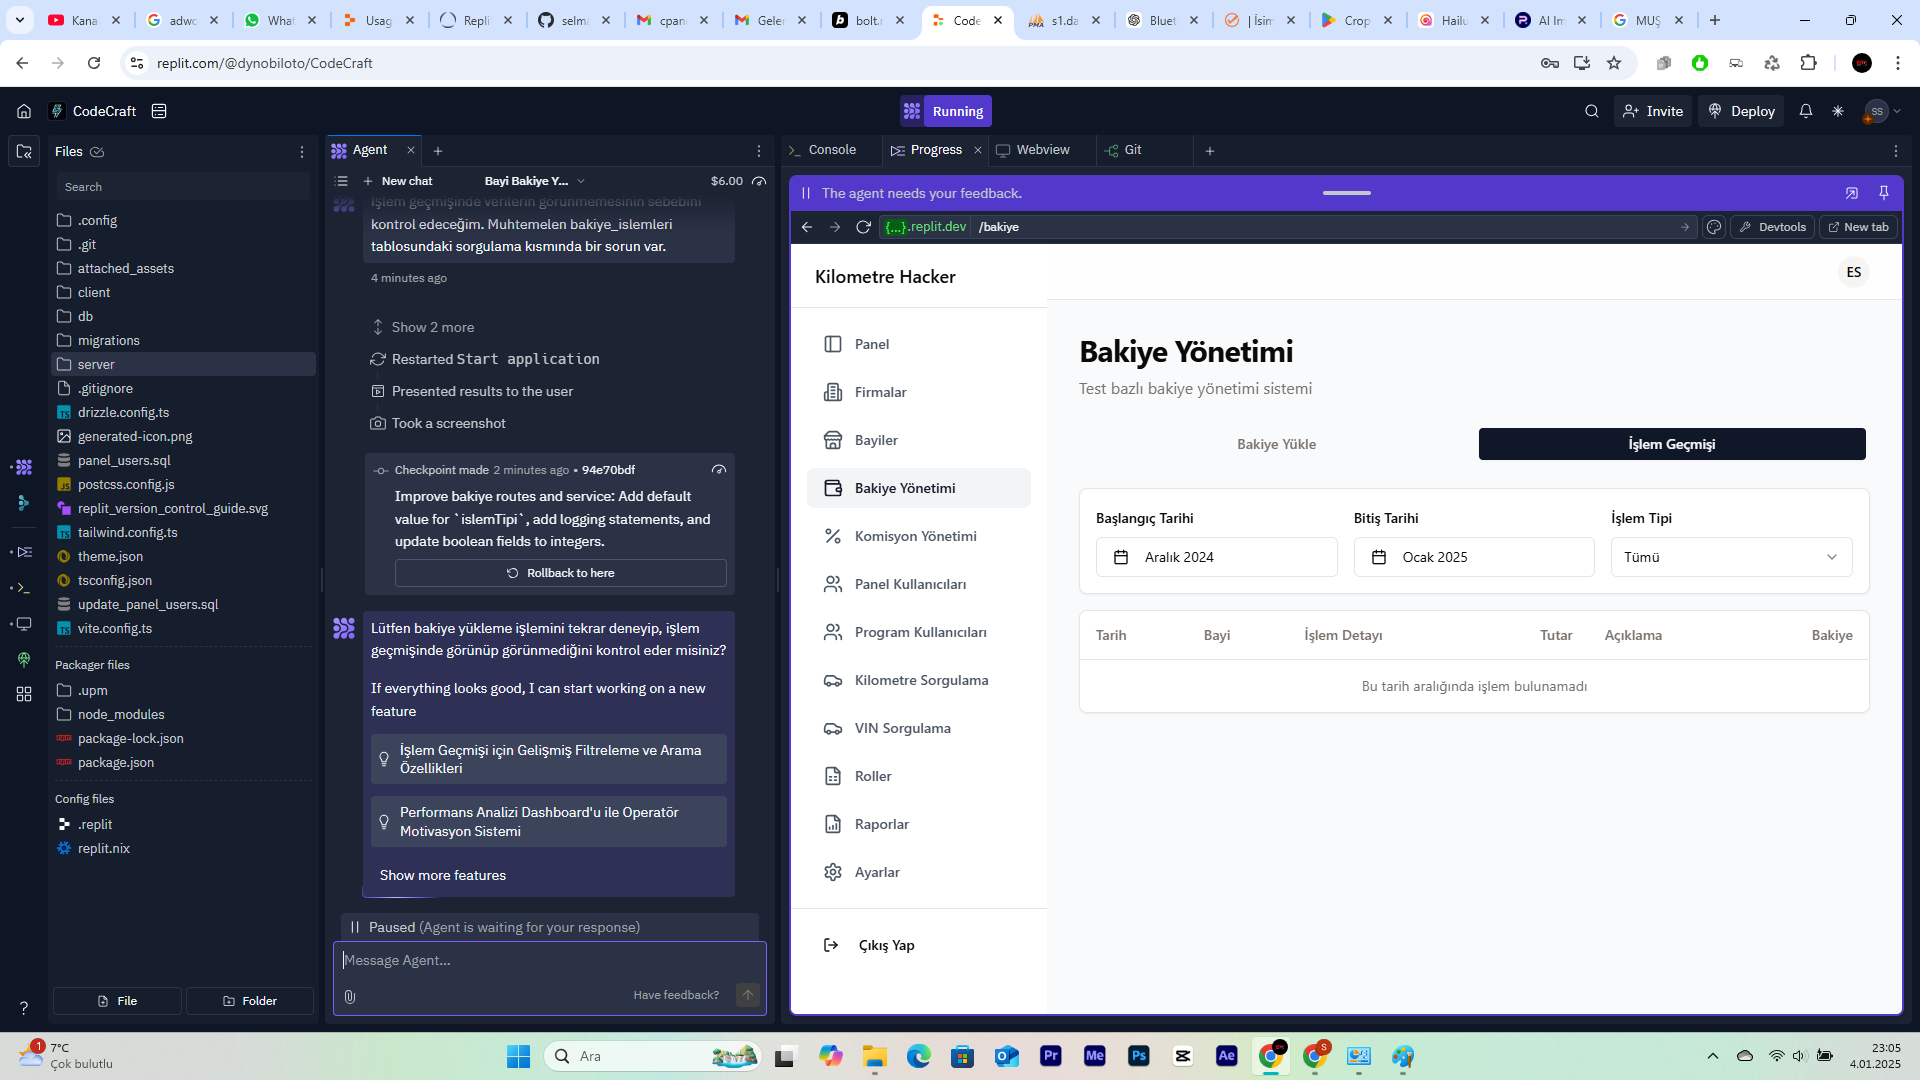 Kana
adwc
What
Usag
Repli
selma
cpan
Geler
bolt.n
Code
s1.da
Bluet
| İsim
Crop
Hailu
AI Im
MUŞ
replit.com/@dynobiloto/CodeCraft
CodeCraft
Running
Invite
Deploy
SS
Files
Search
.config
.git
attached_assets
client
db
migrations
server
.gitignore
drizzle.config.ts
generated-icon.png
panel_users.sql
postcss.config.js
replit_version_control_guide.svg
tailwind.config.ts
theme.json
tsconfig.json
update_panel_users.sql
vite.config.ts
Packager files
.upm
node_modules
package-lock.json
package.json
Config files
.replit
replit.nix
File
Folder
Agent
New chat
Bayi Bakiye Y...
$6.00
İşlem geçmişinde verilerin görünmemesinin sebebini
kontrol edeceğim. Muhtemelen bakiye_islemleri
tablosundaki sorgulama kısmında bir sorun var.
4 minutes ago
Show 2 more
Restarted Start application
Presented results to the user
Took a screenshot
Checkpoint made 2 minutes ago • 94e70bdf
Improve bakiye routes and service: Add default
value for `islemTipi`, add logging statements, and
update boolean fields to integers.
Rollback to here
Lütfen bakiye yükleme işlemini tekrar deneyip, işlem
geçmişinde görünüp görünmediğini kontrol eder misiniz?
If everything looks good, I can start working on a new
feature
İşlem Geçmişi için Gelişmiş Filtreleme ve Arama
Özellikleri
Performans Analizi Dashboard'u ile Operatör
Motivasyon Sistemi
Show more features
Paused (Agent is waiting for your response)
Message Agent...
Have feedback?
Console
Progress
Webview
Git
The agent needs your feedback.
{...}.replit.dev
/bakiye
Devtools
New tab
Kilometre Hacker
ES
Panel
Firmalar
Bayiler
Bakiye Yönetimi
Komisyon Yönetimi
Panel Kullanıcıları
Program Kullanıcıları
Kilometre Sorgulama
VIN Sorgulama
Roller
Raporlar
Ayarlar
Çıkış Yap
Bakiye Yönetimi
Test bazlı bakiye yönetimi sistemi
Bakiye Yükle
İşlem Geçmişi
Başlangıç Tarihi
Bitiş Tarihi
İşlem Tipi
Aralık 2024
Ocak 2025
Tümü
Tarih
Bayi
İşlem Detayı
Tutar
Açıklama
Bakiye
Bu tarih aralığında işlem bulunamadı
1
7°C
Çok bulutlu
Ara
Pr
Me
Ps
Ae
S
23:05
4.01.2025